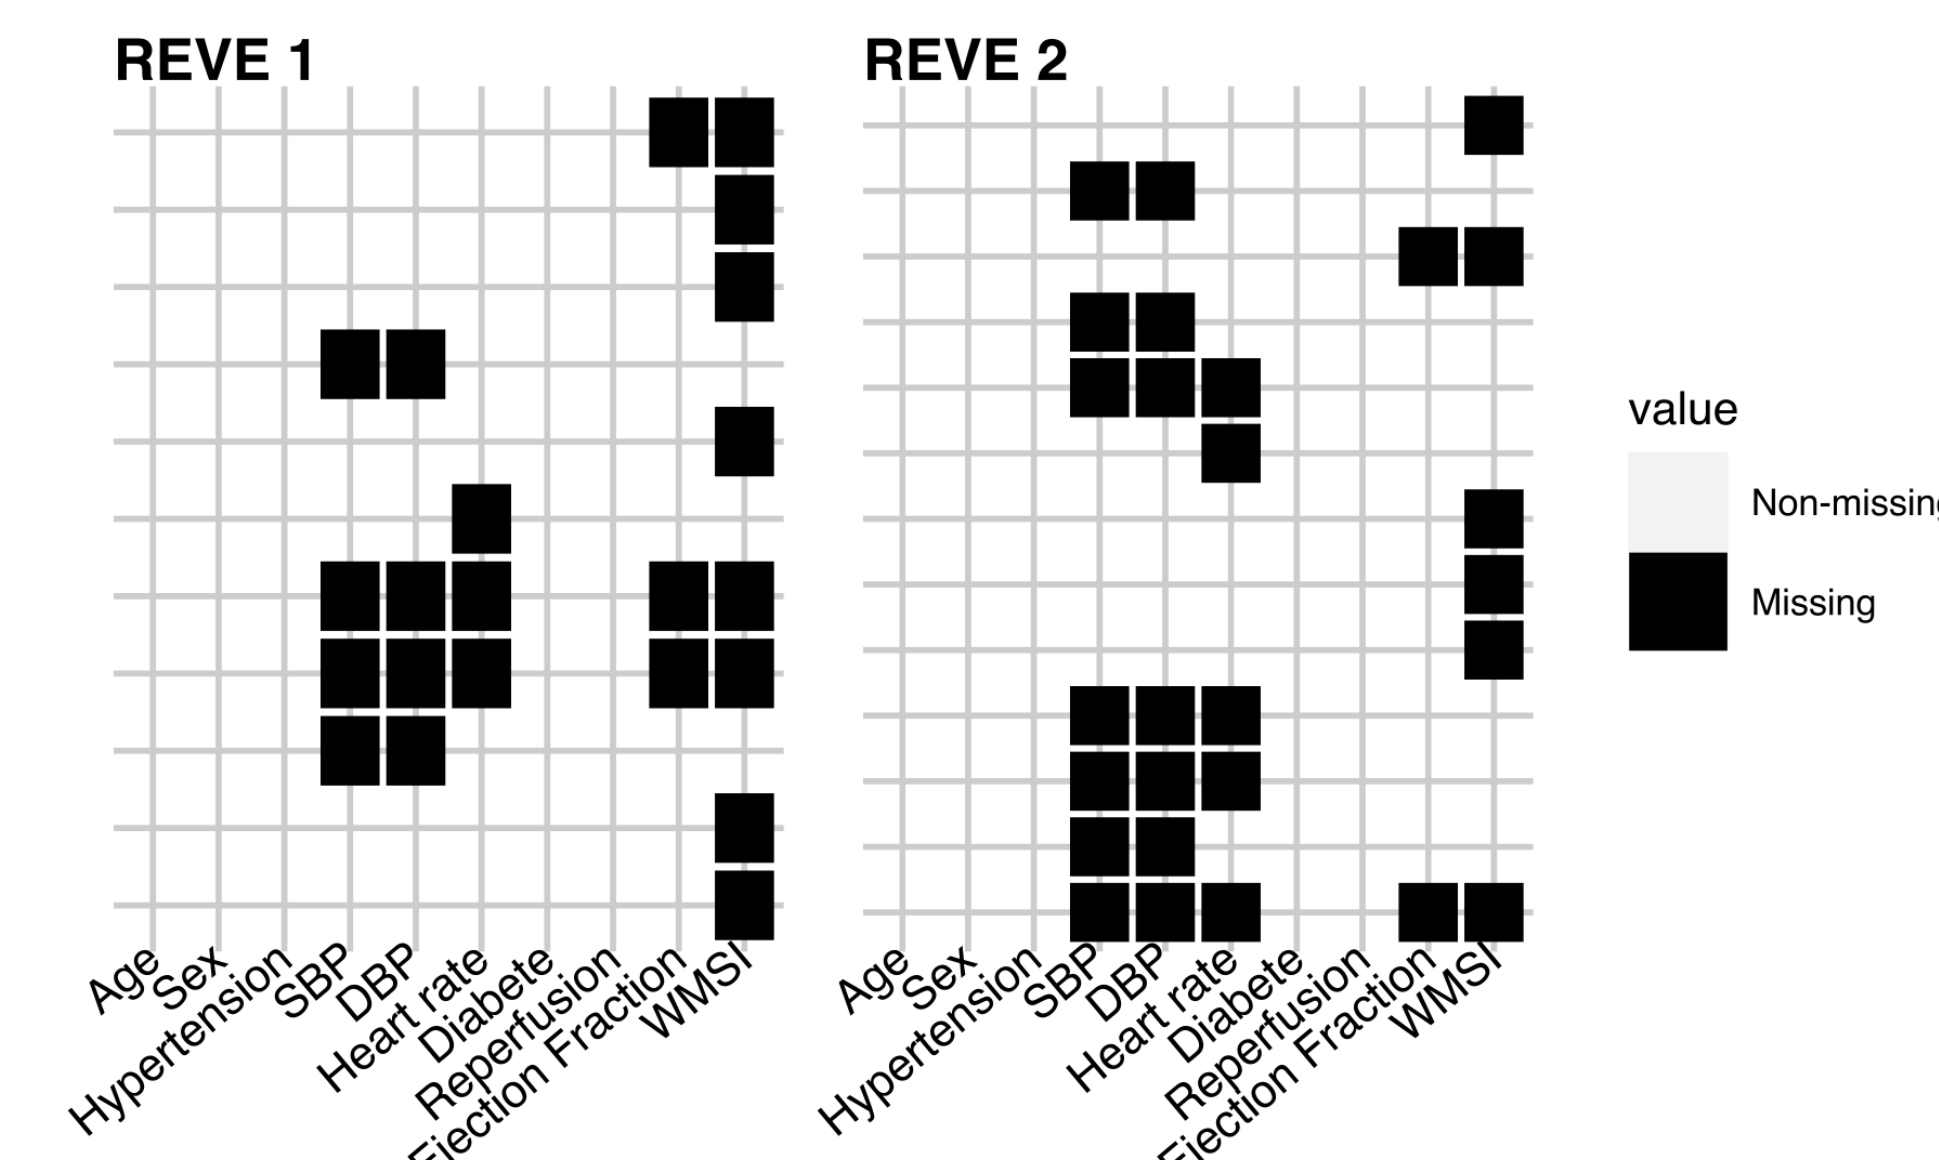 REVE 1
REVE 2
value
Non-missing
Missing
Age
Sex
Hypertension
SBP
DBP
Heart rate
Diabete
Reperfusion
Ejection Fraction
WMSI
Age
Sex
Hypertension
SBP
DBP
Heart rate
Diabete
Reperfusion
Ejection Fraction
WMSI